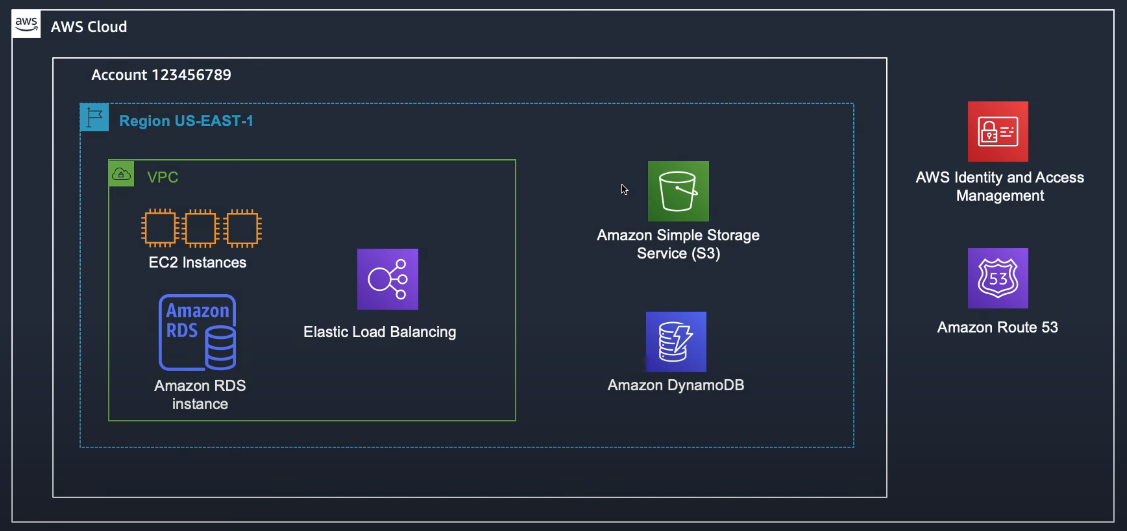 aws
AWS Cloud
Account 123456789
Region US-EAST-1
VPC
EC2 Instances
Amazon
RDS
Amazon RDS
instance
Elastic Load Balancing
Amazon Simple Storage
Service (S3)
Amazon DynamoDB
AWS Identity and Access
Management
53
Amazon Route 53